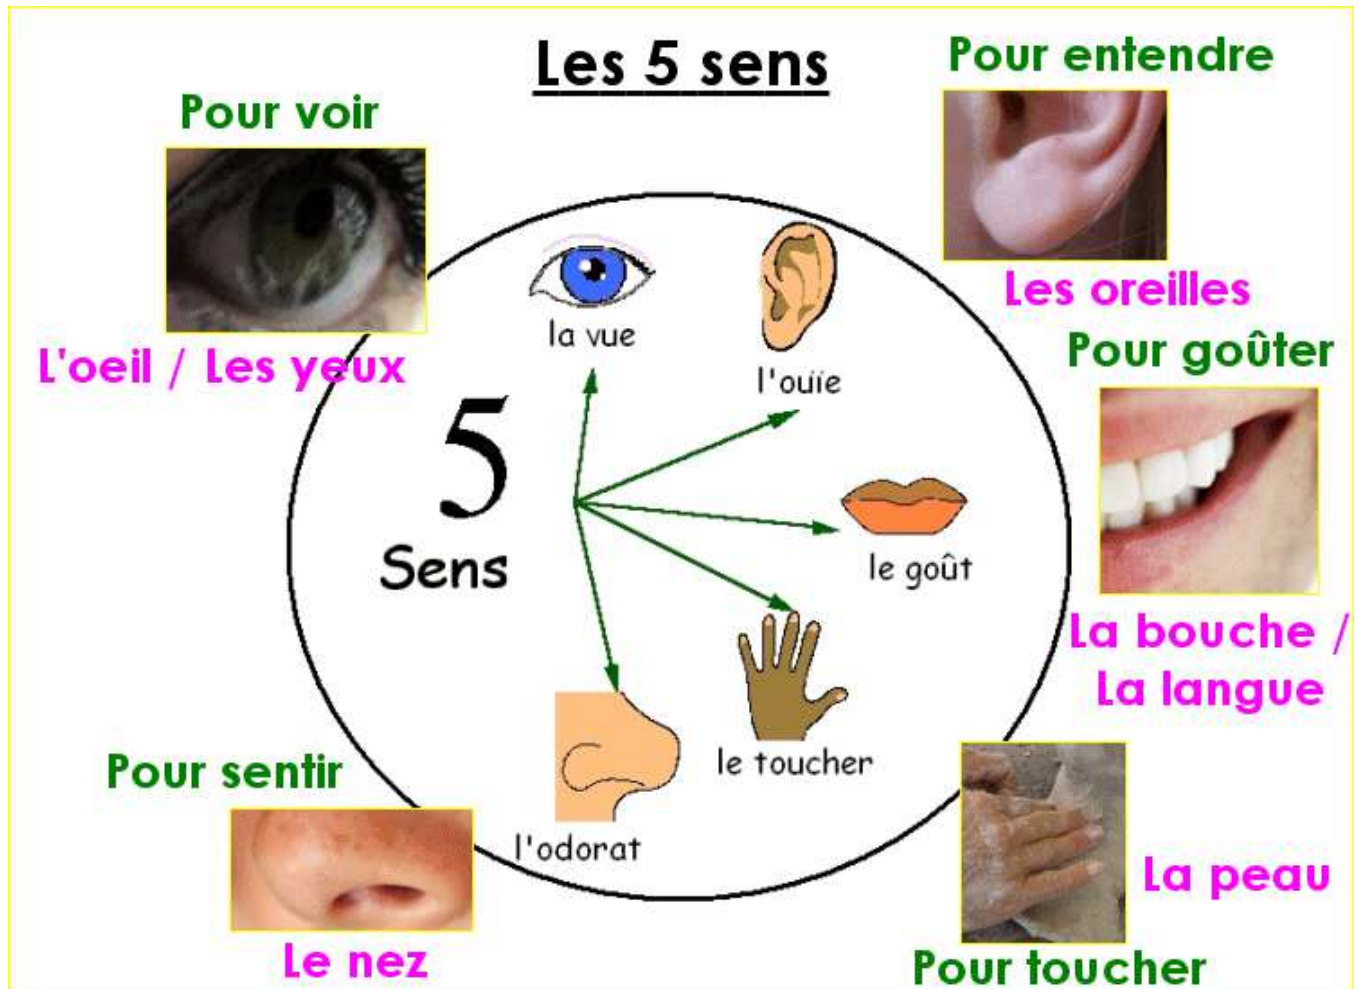 Les 5 sens
Pour voir
Pour entendre
L'oeil / Les yeux
Les oreilles
la vue
l'ouïe
Pour goûter
5
Sens
le goût
La bouche /
La langue
le toucher
l'odorat
Pour sentir
Le nez
La peau
Pour toucher